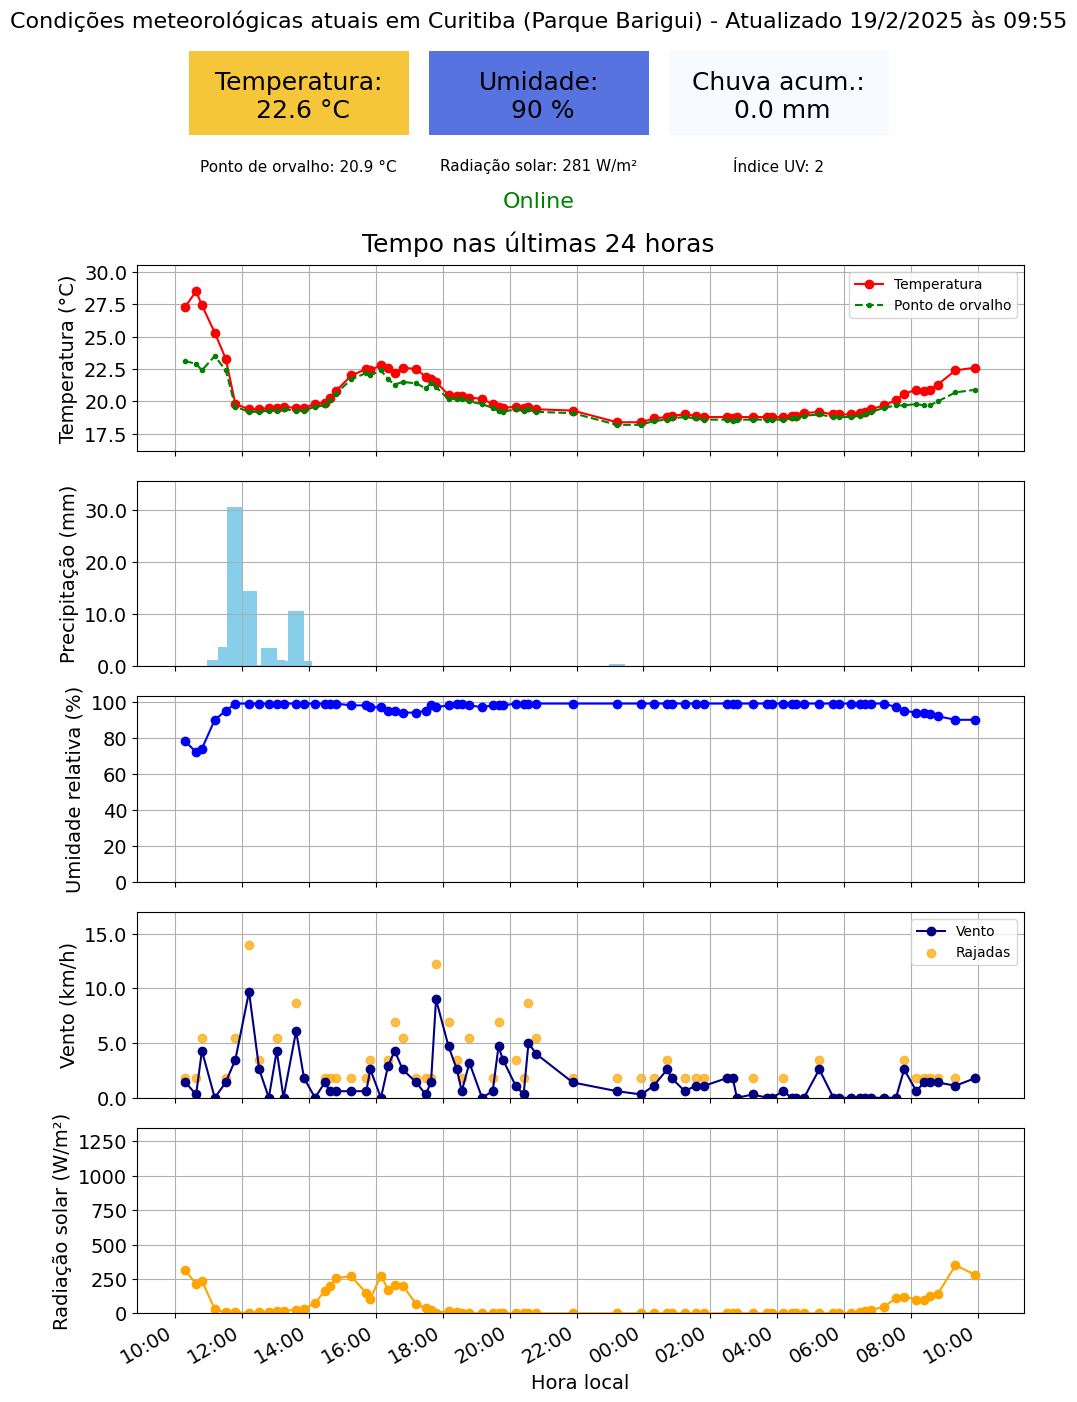 Condições meteorológicas atuais em Curitiba (Parque Barigui) - Atualizado 19/2/2025 às 09:55
Temperatura:
22.6 °C
Umidade:
90 %
Chuva acum.:
0.0 mm
Ponto de orvalho: 20.9 °C
Radiação solar: 281 W/m²
Índice UV: 2
Online
Tempo nas últimas 24 horas
Temperatura (°C)
30.0
27.5
25.0
22.5
20.0
17.5
Temperatura
Ponto de orvalho
Precipitação (mm)
30.0
20.0
10.0
0.0
Umidade relativa (%)
100
80
60
40
20
0
Vento (km/h)
15.0
10.0
5.0
0.0
Vento
Rajadas
Radiação solar (W/m²)
1250
1000
750
500
250
0
10:00
12:00
14:00
16:00
18:00
20:00
22:00
00:00
02:00
04:00
06:00
08:00
10:00
Hora local